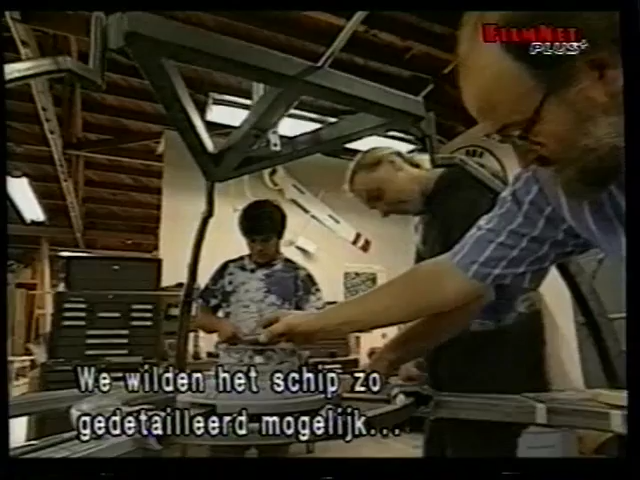 FILMNET
PLUS+
We wilden het schip zo
gedetailleerd mogelijk...